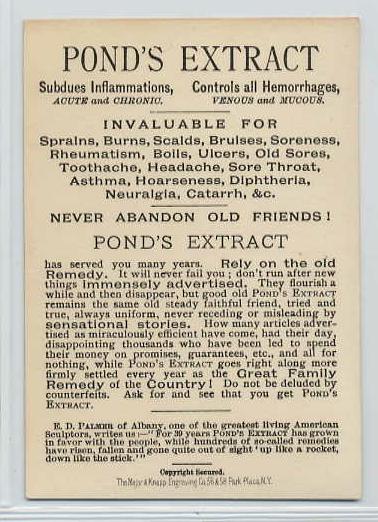 POND'S EXTRACT
Subdues Inflammations, Controls all Hemorrhages,
ACUTE and CHRONIC. VENOUS and MUCOUS.
INVALUABLE FOR
Sprains, Burns, Scalds, Bruises, Soreness,
Rheumatism, Boils, Ulcers, Old Sores,
Toothache, Headache, Sore Throat,
Asthma, Hoarseness, Diphtheria,
Neuralgia, Catarrh, &c.
NEVER ABANDON OLD FRIENDS!
POND'S EXTRACT
has served you many years. Rely on the old
Remedy. It will never fail you; don't run after new
things immensely advertised. They flourish a
while and then disappear, but good old POND'S EXTRACT
remains the same old steady faithful friend, tried and
true, always uniform, never receding or misleading by
sensational stories. How many articles adver-
tised as miraculously efficient have come, had their day,
disappointing thousands who have been led to spend
their money on promises, guarantees, etc., and all for
nothing, while POND'S EXTRACT goes right along more
firmly settled every year as the Great Family
Remedy of the Country! Do not be deluded by
counterfeits. Ask for and see that you get POND'S
EXTRACT.
E. D. PALMER of Albany, one of the greatest living American
Sculptors, writes us—"For 39 years POND'S EXTRACT has grown
in favor with the people, while hundreds of so-called remedies
have risen, fallen and gone quite out of sight 'up like a rocket,
down like the stick.'"
Copyright Secured.
The Major & Knapp Engraving Co. 56 & 58 Park Place, N.Y.